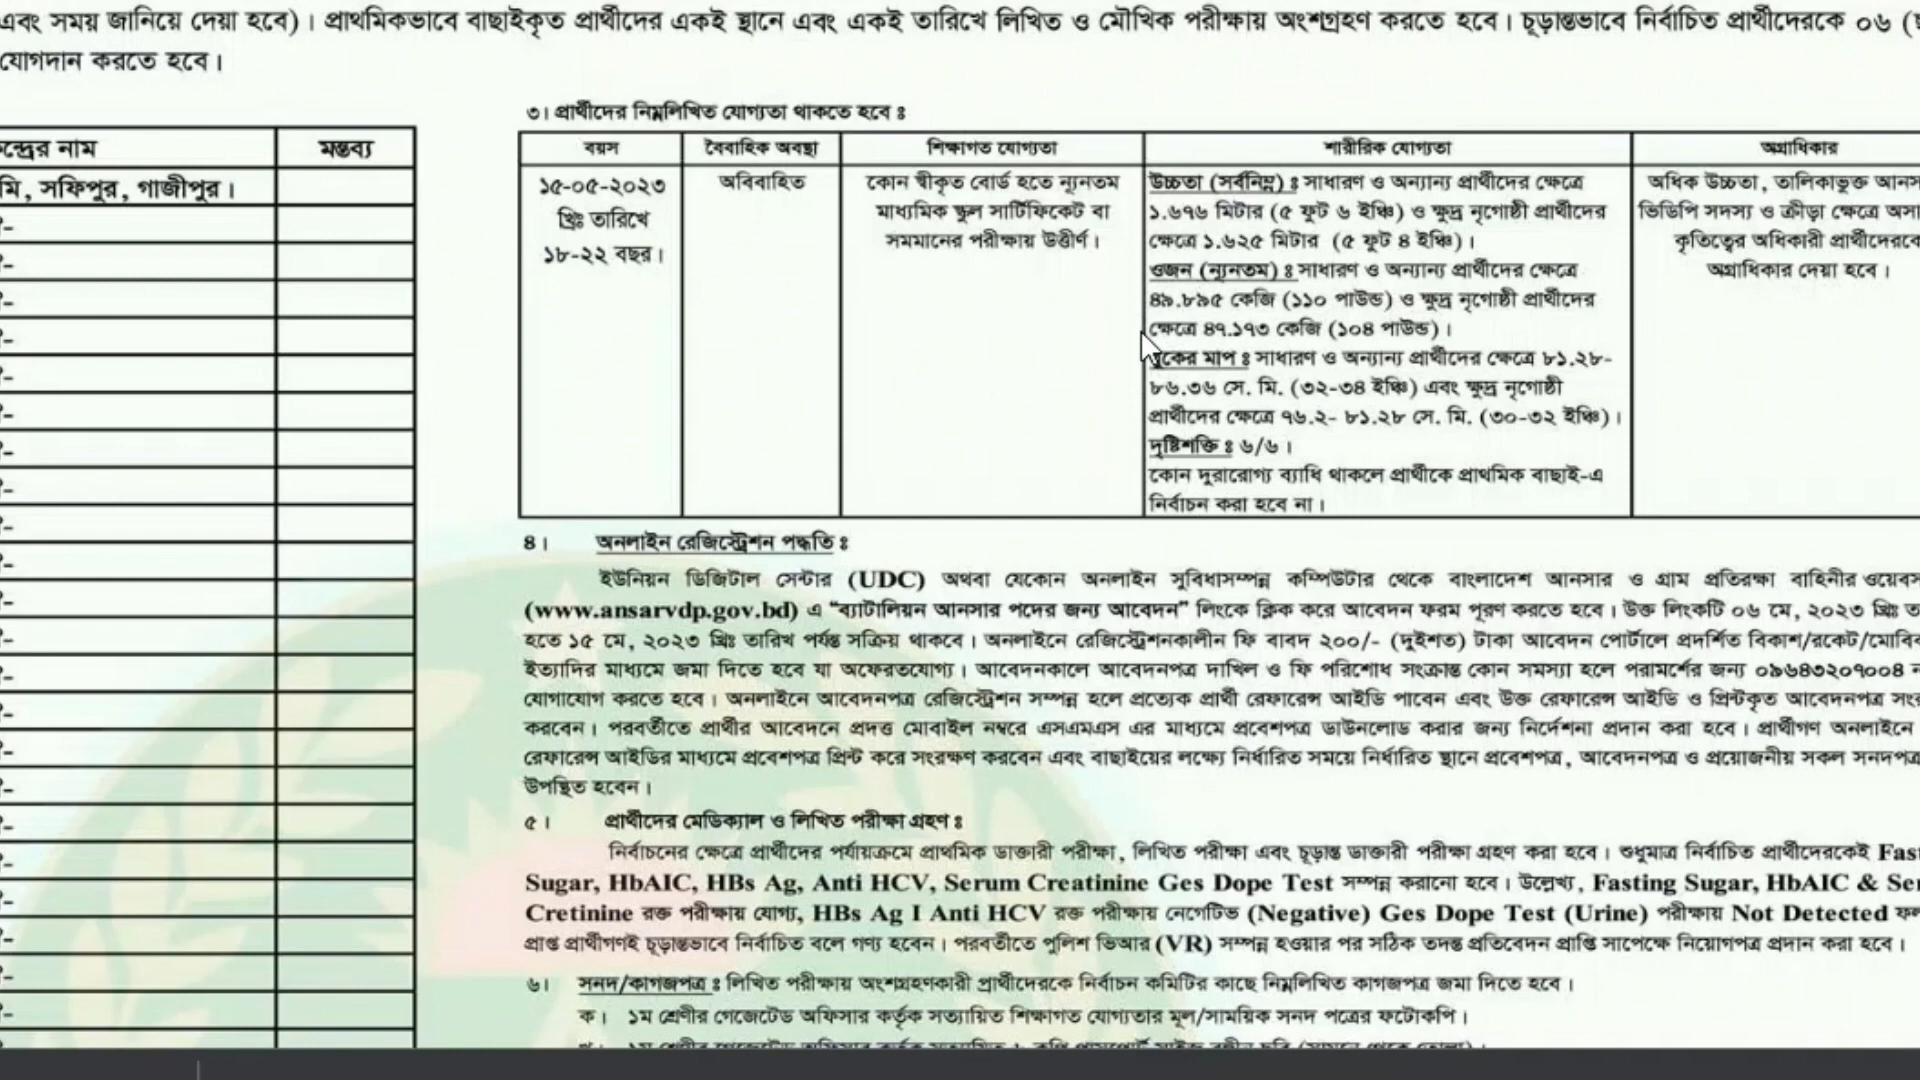 এবং সময় জানিয়ে দেয়া হবে)। প্রাথমিকভাবে বাছাইকৃত প্রার্থীদের একই স্থানে এবং একই তারিখে লিখিত ও মৌখিক পরীক্ষায় অংশগ্রহণ করতে হবে। চূড়ান্তভাবে নির্বাচিত প্রার্থীদেরকে ০৬
যোগদান করতে হবে।
ন্দ্রের নাম
মন্তব্য
মি, সফিপুর, গাজীপুর।
৩। প্রার্থীদের নিম্নলিখিত যোগ্যতা থাকতে হবে ঃ
বয়স
বৈবাহিক অবস্থা
শিক্ষাগত যোগ্যতা
শারীরিক যোগ্যতা
অগ্রাধিকার
১৫-০৫-২০২৩
খ্রিঃ তারিখে
১৮-২২ বছর।
অবিবাহিত
কোন স্বীকৃত বোর্ড হতে ন্যূনতম
মাধ্যমিক স্কুল সার্টিফিকেট বা
সমমানের পরীক্ষায় উত্তীর্ণ।
উচ্চতা (সর্বনিম্ন) ঃ সাধারণ ও অন্যান্য প্রার্থীদের ক্ষেত্রে
১.৬৭৬ মিটার (৫ ফুট ৬ ইঞ্চি) ও ক্ষুদ্র নৃগোষ্ঠী প্রার্থীদের
ক্ষেত্রে ১.৬২৫ মিটার (৫ ফুট ৪ ইঞ্চি)।
ওজন (ন্যূনতম) ঃ সাধারণ ও অন্যান্য প্রার্থীদের ক্ষেত্রে
৪৯.৮৯৫ কেজি (১১০ পাউন্ড) ও ক্ষুদ্র নৃগোষ্ঠী প্রার্থীদের
ক্ষেত্রে ৪৭.১৭৩ কেজি (১০৪ পাউন্ড)।
বুকের মাপ ঃ সাধারণ ও অন্যান্য প্রার্থীদের ক্ষেত্রে ৮১.২৮-
৮৬.৩৬ সে. মি. (৩২-৩৪ ইঞ্চি) এবং ক্ষুদ্র নৃগোষ্ঠী
প্রার্থীদের ক্ষেত্রে ৭৬.২- ৮১.২৮ সে. মি. (৩০-৩২ ইঞ্চি)।
দৃষ্টিশক্তি ঃ ৬/৬।
কোন দুরারোগ্য ব্যাধি থাকলে প্রার্থীকে প্রাথমিক বাছাই-এ
নির্বাচন করা হবে না।
অধিক উচ্চতা, তালিকাভুক্ত আনস
ভিডিপি সদস্য ও ক্রীড়া ক্ষেত্রে অসা
কৃতিত্বের অধিকারী প্রার্থীদেরকে
অগ্রাধিকার দেয়া হবে।
৪। অনলাইন রেজিস্ট্রেশন পদ্ধতি ঃ
ইউনিয়ন ডিজিটাল সেন্টার (UDC) অথবা যেকোন অনলাইন সুবিধাসম্পন্ন কম্পিউটার থেকে বাংলাদেশ আনসার ও গ্রাম প্রতিরক্ষা বাহিনীর ওয়েবস
(www.ansarvdp.gov.bd) এ “ব্যাটালিয়ন আনসার পদের জন্য আবেদন” লিংকে ক্লিক করে আবেদন ফরম পূরণ করতে হবে। উক্ত লিংকটি ০৬ মে, ২০২৩ খ্রিঃ তা
হতে ১৫ মে, ২০২৩ খ্রিঃ তারিখ পর্যন্ত সক্রিয় থাকবে। অনলাইনে রেজিস্ট্রেশনকালীন ফি বাবদ ২০০/- (দুইশত) টাকা আবেদন পোর্টালে প্রদর্শিত বিকাশ/রকেট/মোবি
ইত্যাদির মাধ্যমে জমা দিতে হবে যা অফেরতযোগ্য। আবেদনকালে আবেদনপত্র দাখিল ও ফি পরিশোধ সংক্রান্ত কোন সমস্যা হলে পরামর্শের জন্য ০৯৬৪৩২০৭০০৪ ন
যোগাযোগ করতে হবে। অনলাইনে আবেদনপত্র রেজিস্ট্রেশন সম্পন্ন হলে প্রত্যেক প্রার্থী রেফারেন্স আইডি পাবেন এবং উক্ত রেফারেন্স আইডি ও প্রিন্টকৃত আবেদনপত্র সংর
করবেন। পরবর্তীতে প্রার্থীর আবেদনে প্রদত্ত মোবাইল নম্বরে এসএমএস এর মাধ্যমে প্রবেশপত্র ডাউনলোড করার জন্য নির্দেশনা প্রদান করা হবে। প্রার্থীগণ অনলাইনে
রেফারেন্স আইডির মাধ্যমে প্রবেশপত্র প্রিন্ট করে সংরক্ষণ করবেন এবং বাছাইয়ের লক্ষ্যে নির্ধারিত সময়ে নির্ধারিত স্থানে প্রবেশপত্র, আবেদনপত্র ও প্রয়োজনীয় সকল সনদপত্র
উপস্থিত হবেন।
৫। প্রার্থীদের মেডিক্যাল ও লিখিত পরীক্ষা গ্রহণ ঃ
নির্বাচনের ক্ষেত্রে প্রার্থীদের পর্যায়ক্রমে প্রাথমিক ডাক্তারী পরীক্ষা, লিখিত পরীক্ষা এবং চূড়ান্ত ডাক্তারী পরীক্ষা গ্রহণ করা হবে। শুধুমাত্র নির্বাচিত প্রার্থীদেরকেই Fas
Sugar, HbAIC, HBs Ag, Anti HCV, Serum Creatinine Ges Dope Test সম্পন্ন করানো হবে। উল্লেখ্য, Fasting Sugar, HbAIC & Ser
Cretinine রক্ত পরীক্ষায় যোগ্য, HBs Ag I Anti HCV রক্ত পরীক্ষায় নেগেটিভ (Negative) Ges Dope Test (Urine) পরীক্ষায় Not Detected ফল
প্রাপ্ত প্রার্থীগণই চূড়ান্তভাবে নির্বাচিত বলে গণ্য হবেন। পরবর্তীতে পুলিশ ভিআর (VR) সম্পন্ন হওয়ার পর সঠিক তদন্ত প্রতিবেদন প্রাপ্তি সাপেক্ষে নিয়োগপত্র প্রদান করা হবে।
৬। সনদ/কাগজপত্র ঃ লিখিত পরীক্ষায় অংশগ্রহণকারী প্রার্থীদেরকে নির্বাচন কমিটির কাছে নিম্নলিখিত কাগজপত্র জমা দিতে হবে।
ক। ১ম শ্রেণীর গেজেটেড অফিসার কর্তৃক সত্যায়িত শিক্ষাগত যোগ্যতার মূল/সাময়িক সনদ পত্রের ফটোকপি।